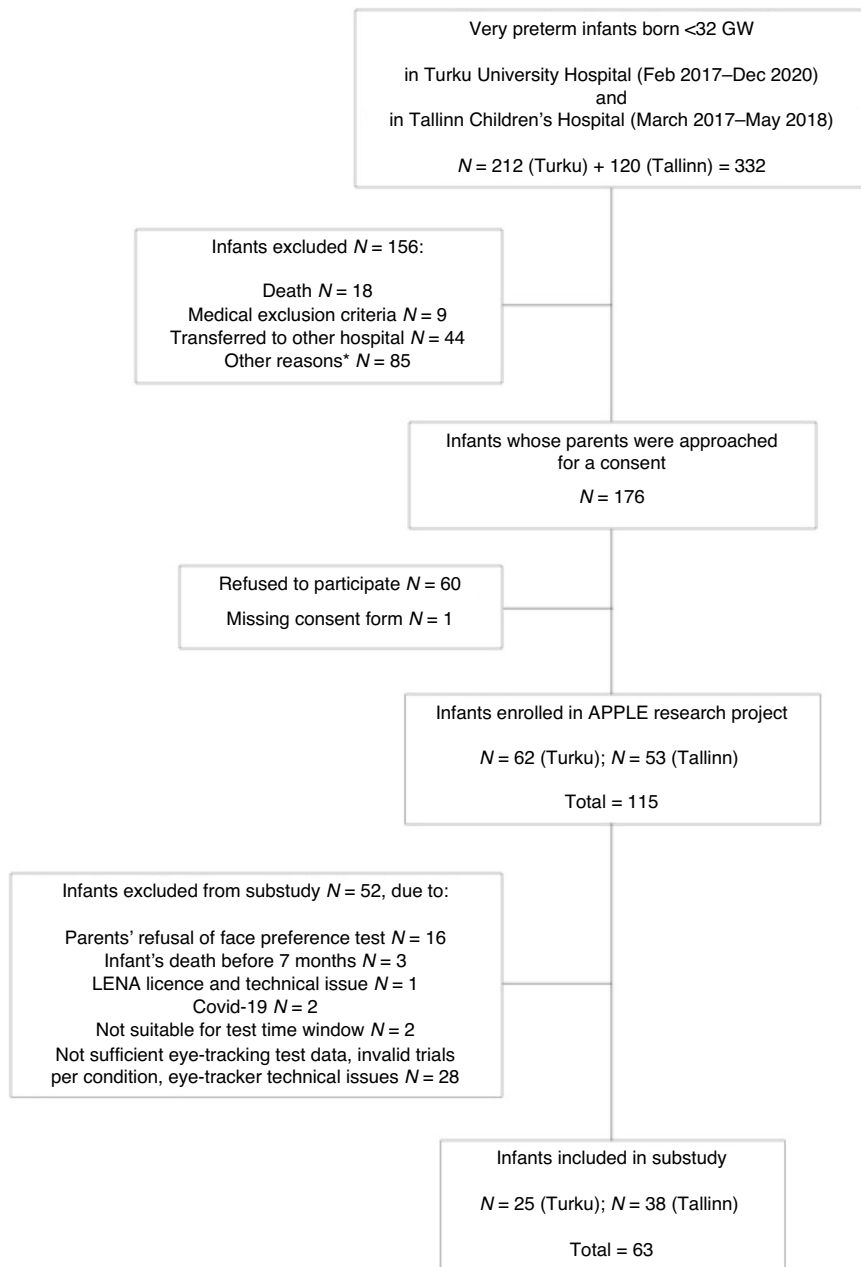 Very preterm infants born <32 GW
in Turku University Hospital (Feb 2017–Dec 2020)
and
in Tallinn Children's Hospital (March 2017–May 2018)
N = 212 (Turku) + 120 (Tallinn) = 332
Infants excluded N = 156:
Death N = 18
Medical exclusion criteria N = 9
Transferred to other hospital N = 44
Other reasons* N = 85
Infants whose parents were approached
for a consent
N = 176
Refused to participate N = 60
Missing consent form N = 1
Infants enrolled in APPLE research project
N = 62 (Turku); N = 53 (Tallinn)
Total = 115
Infants excluded from substudy N = 52, due to:
Parents' refusal of face preference test N = 16
Infant's death before 7 months N = 3
LENA licence and technical issue N = 1
Covid-19 N = 2
Not suitable for test time window N = 2
Not sufficient eye-tracking test data, invalid trials
per condition, eye-tracker technical issues N = 28
Infants included in substudy
N = 25 (Turku); N = 38 (Tallinn)
Total = 63